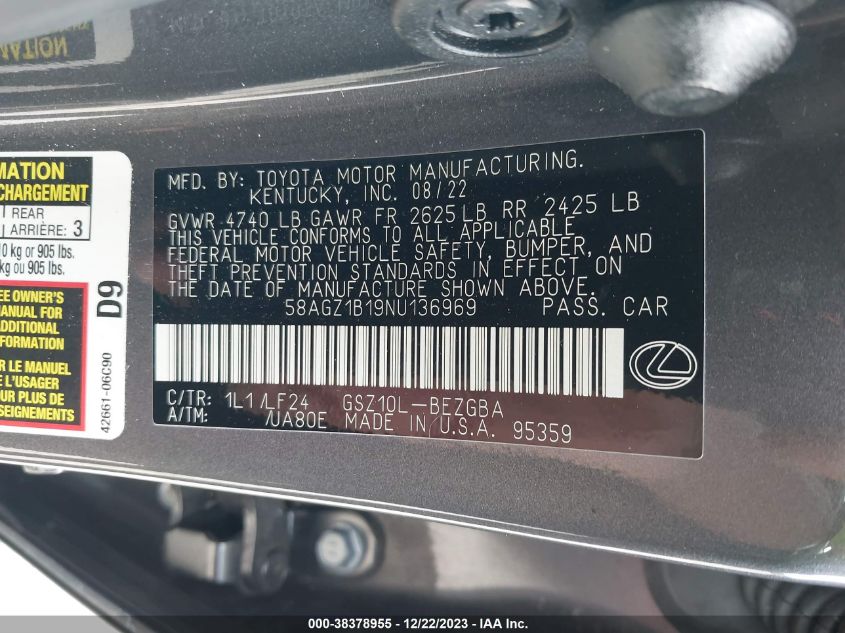 MATION
MATION
CHARGEMENT
REAR
ARRIÈRE: 3
10 kg or 905 lbs.
kg ou 905 lbs.
EE OWNER'S
MANUAL FOR
ADDITIONAL
INFORMATION
R LE MANUEL
E L'USAGER
R PLUS
42661-06C90
D9
MFD. BY: TOYOTA MOTOR MANUFACTURING.
KENTUCKY, INC. 08/22
GVWR 4740 LB GAWR FR 2625 LB RR 2425 LB
THIS VEHICLE CONFORMS TO ALL APPLICABLE
FEDERAL MOTOR VEHICLE SAFETY, BUMPER, AND
THEFT PREVENTION STANDARDS IN EFFECT ON
THE DATE OF MANUFACTURE SHOWN ABOVE.
58AGZ1B19NU136969 PASS. CAR
C/TR: 1L1/LF24 GSZ10L-BEZGBA
A/TM: /UA80E MADE IN U.S.A. 95359
000-38378955 - 12/22/2023 - IAA Inc.